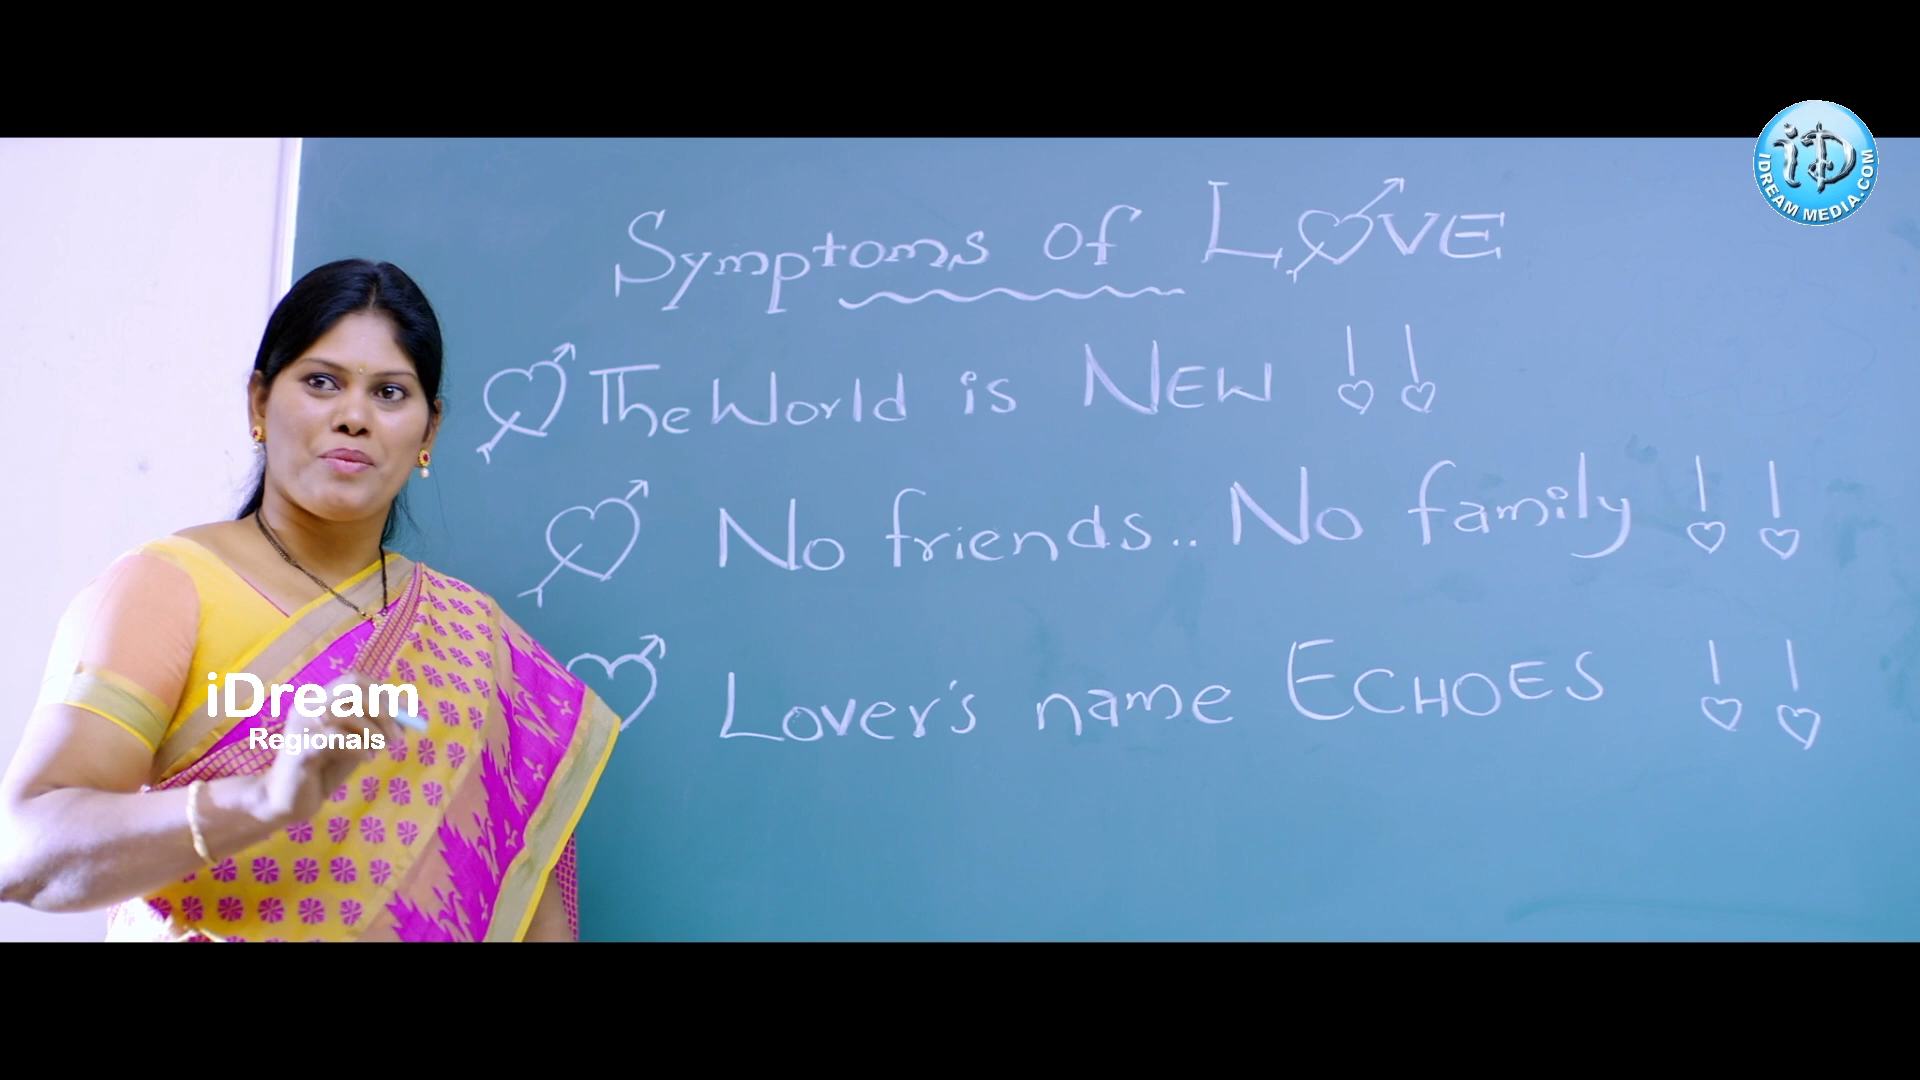 iD
IDREAM MEDIA.COM
Symptoms of LOVE
The World is NEW !!
No friends.. No family !!
Lover's name ECHOES !!
iDream
Regionals